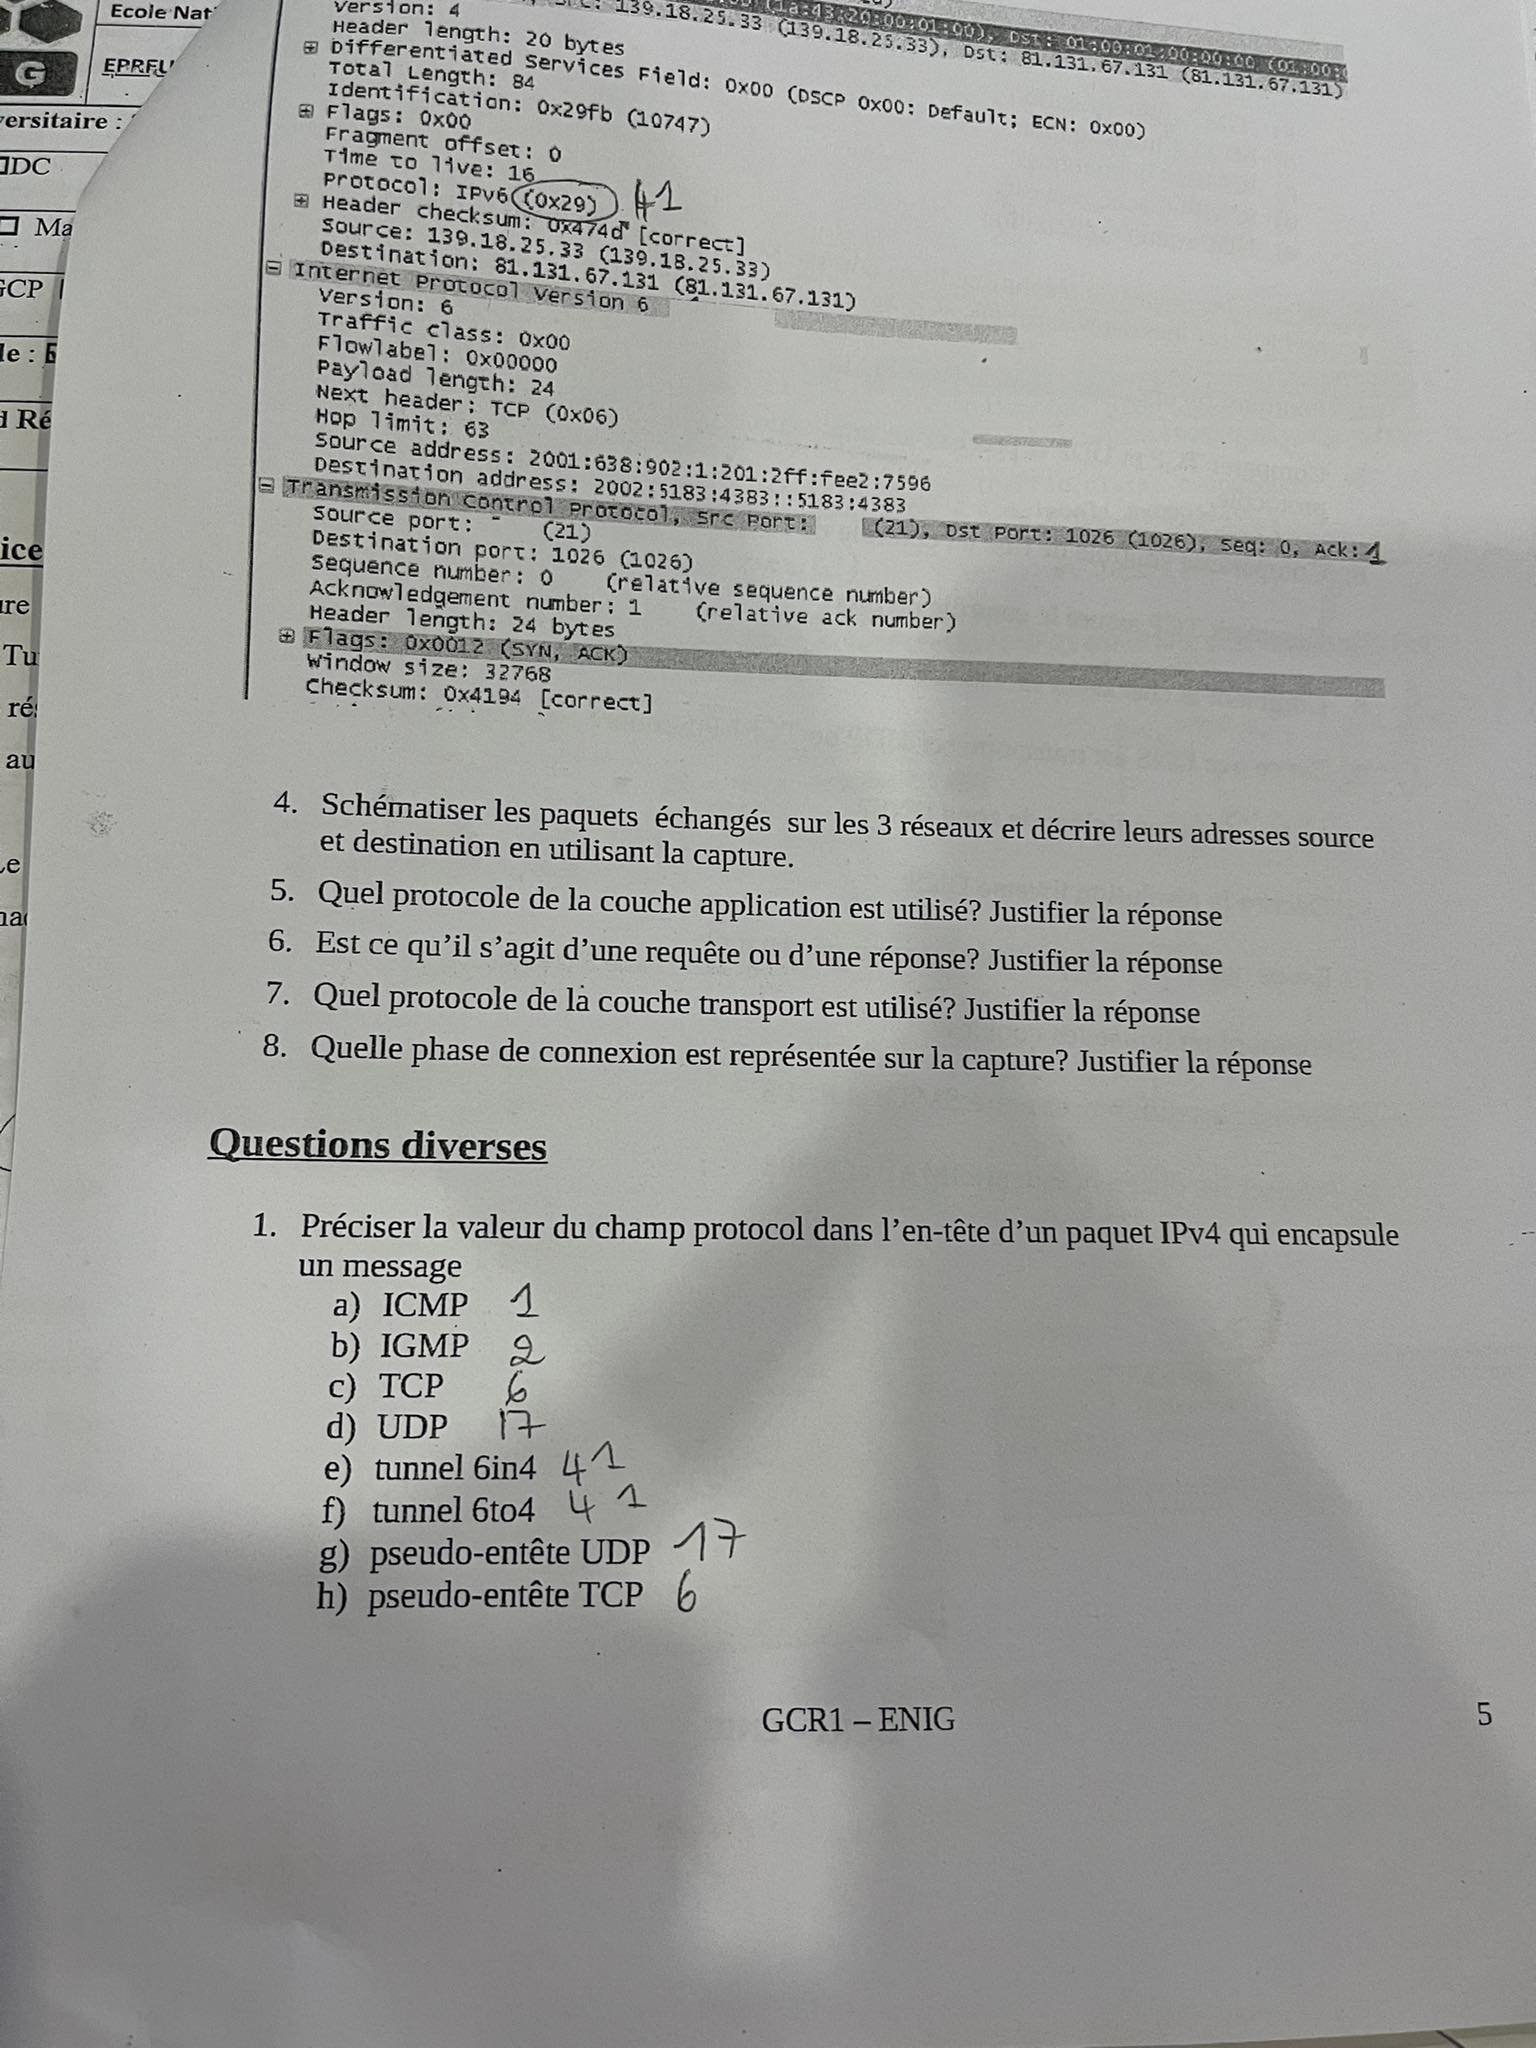 Ecole Nat
G
EPREU
versitaire :
DC
Ma
GCP
le :
d Ré
ice
ure
Tu
ré
au
Le
(1a:43:20:00:01:00), Dst: 01:00:01:00:00:00 (01:00:
Src: 139.18.25.33 (139.18.25.33), Dst: 81.131.67.131 (81.131.67.131)
Version: 4
Header length: 20 bytes
Differentiated Services Field: 0x00 (DSCP 0x00: Default; ECN: 0x00)
Total Length: 84
Identification: 0x29fb (10747)
Flags: 0x00
Fragment offset: 0
Time to live: 16
Protocol: IPv6 (0x29) 41
Header checksum: 0x474d [correct]
Source: 139.18.25.33 (139.18.25.33)
Destination: 81.131.67.131 (81.131.67.131)
Internet Protocol Version 6
Version: 6
Traffic class: 0x00
Flowlabel: 0x00000
Payload length: 24
Next header: TCP (0x06)
Hop limit: 63
Source address: 2001:638:902:1:201:2ff:fee2:7596
Destination address: 2002:5183:4383::5183:4383
Transmission Control Protocol, Src Port: (21), Dst Port: 1026 (1026), Seq: 0, Ack: 1
Source port: (21)
Destination port: 1026 (1026)
Sequence number: 0 (relative sequence number)
Acknowledgement number: 1 (relative ack number)
Header length: 24 bytes
Flags: 0x0012 (SYN, ACK)
Window size: 32768
Checksum: 0x4194 [correct]
4. Schématiser les paquets échangés sur les 3 réseaux et décrire leurs adresses source
et destination en utilisant la capture.
5. Quel protocole de la couche application est utilisé? Justifier la réponse
6. Est ce qu'il s'agit d'une requête ou d'une réponse? Justifier la réponse
7. Quel protocole de la couche transport est utilisé? Justifier la réponse
8. Quelle phase de connexion est représentée sur la capture? Justifier la réponse
Questions diverses
1. Préciser la valeur du champ protocol dans l'en-tête d'un paquet IPv4 qui encapsule
un message
a) ICMP 1
b) IGMP 2
c) TCP 6
d) UDP 17
e) tunnel 6in4 41
f) tunnel 6to4 41
g) pseudo-entête UDP 17
h) pseudo-entête TCP 6
GCR1 – ENIG
5